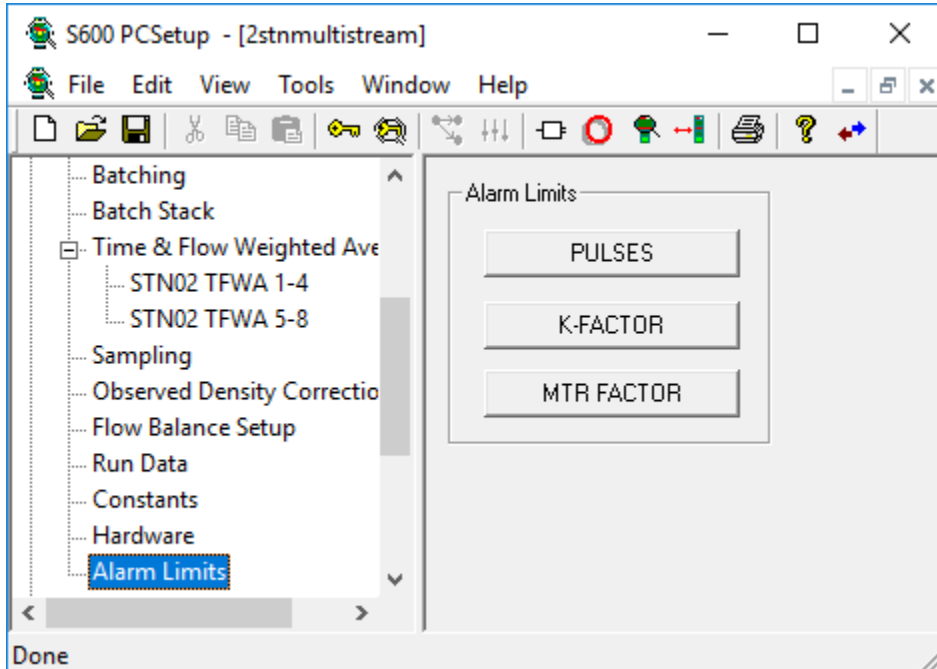 S600 PCSetup - [2stnmultistream]
File Edit View Tools Window Help
Batching
Batch Stack
Time & Flow Weighted Ave
STN02 TFWA 1-4
STN02 TFWA 5-8
Sampling
Observed Density Correctio
Flow Balance Setup
Run Data
Constants
Hardware
Alarm Limits
Alarm Limits
PULSES
K-FACTOR
MTR FACTOR
Done